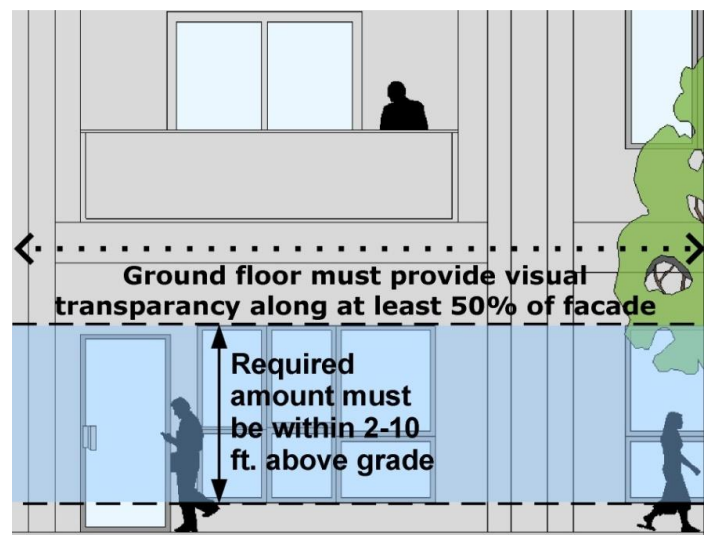 Ground floor must provide visual
transparancy along at least 50% of facade
Required
amount must
be within 2-10
ft. above grade